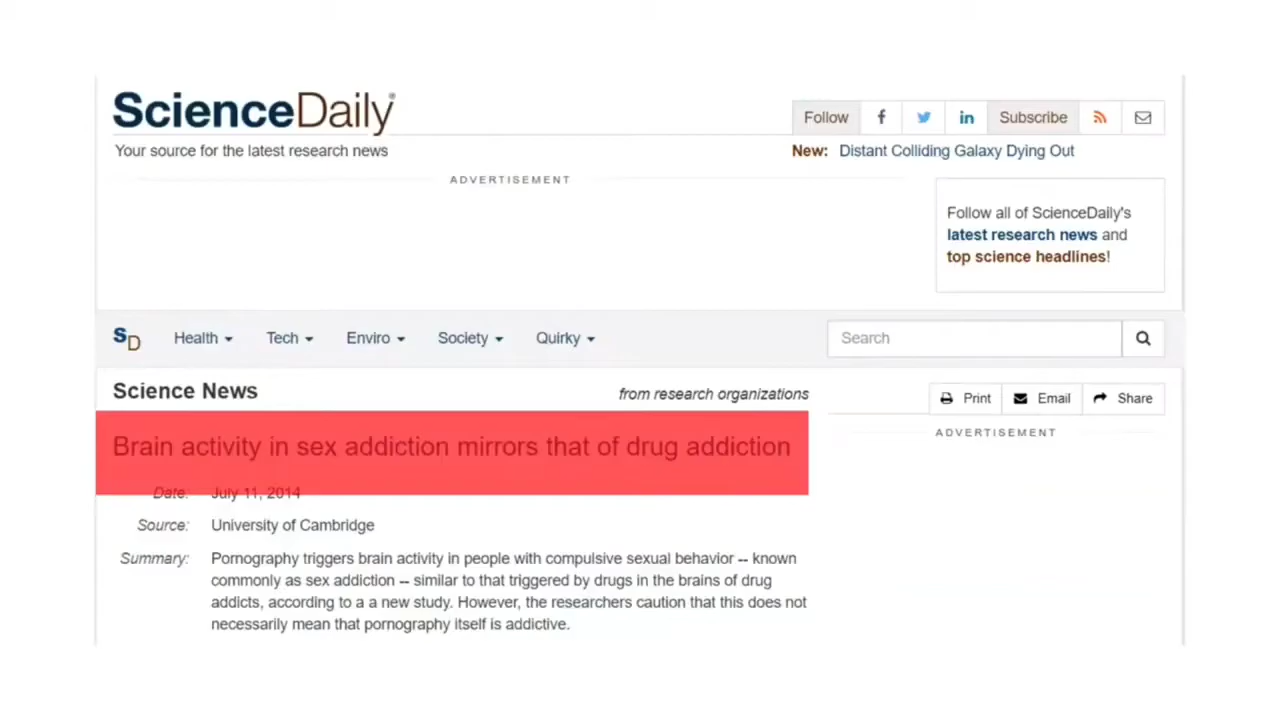 ScienceDaily®
Your source for the latest research news
Follow
Subscribe
New: Distant Colliding Galaxy Dying Out
ADVERTISEMENT
Follow all of ScienceDaily's
latest research news and
top science headlines!
SD
Health
Tech
Enviro
Society
Quirky
Search
Science News
from research organizations
Print
Email
Share
ADVERTISEMENT
Brain activity in sex addiction mirrors that of drug addiction
Date: July 11, 2014
Source: University of Cambridge
Summary: Pornography triggers brain activity in people with compulsive sexual behavior -- known
commonly as sex addiction -- similar to that triggered by drugs in the brains of drug
addicts, according to a a new study. However, the researchers caution that this does not
necessarily mean that pornography itself is addictive.